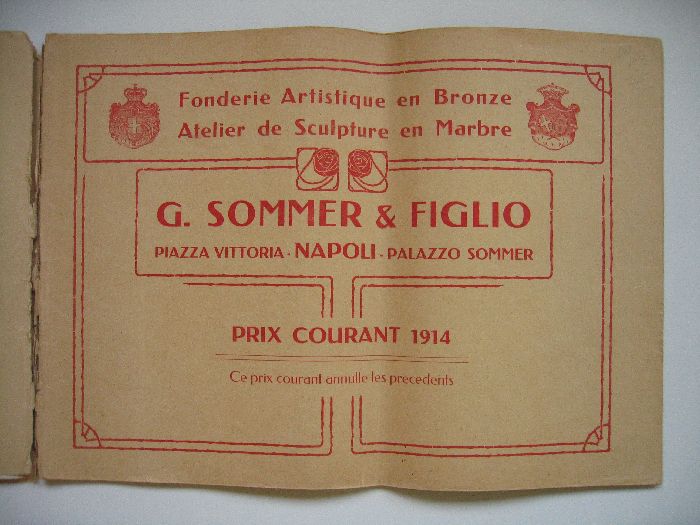 Fonderie Artistique en Bronze
Atelier de Sculpture en Marbre
G. SOMMER & FIGLIO
PIAZZA VITTORIA - NAPOLI - PALAZZO SOMMER
PRIX COURANT 1914
Ce prix courant annulle les precedents